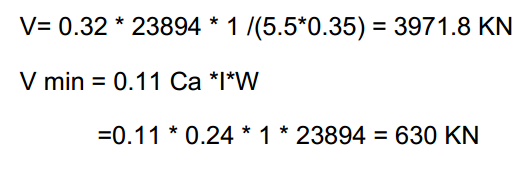 V= 0.32 * 23894 * 1 /(5.5*0.35) = 3971.8 KN
V min = 0.11 Ca *I*W
=0.11 * 0.24 * 1 * 23894 = 630 KN